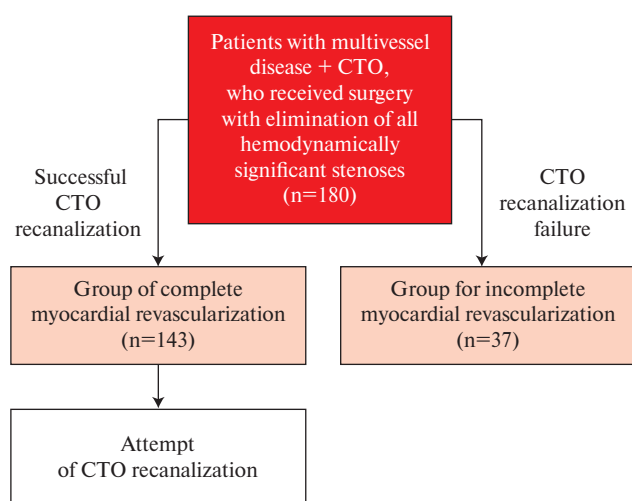 Patients with multivessel
disease + CTO,
who received surgery
with elimination of all
hemodynamically
significant stenoses
(n=180)
Successful
CTO
recanalization
CTO
recanalization
failure
Group of complete
myocardial revascularization
(n=143)
Group for incomplete
myocardial revascularization
(n=37)
Attempt
of CTO recanalization